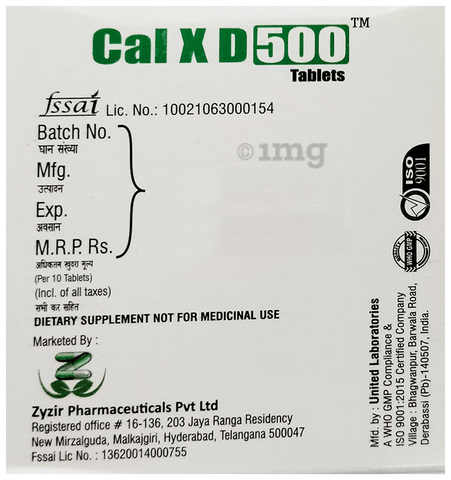 Cal X D 500™
Tablets
fssai Lic. No.: 10021063000154
Batch No.
घान संख्या
Mfg.
उत्पादन
Exp.
अवसान
M.R.P. Rs.
अधिकतम खुदरा मूल्य
(Per 10 Tablets)
(Incl. of all taxes)
सभी कर सहित
©1mg
ISO
9001
QUALITY
WHO GMP
DIETARY SUPPLEMENT NOT FOR MEDICINAL USE
Marketed By :
Zyzir Pharmaceuticals Pvt Ltd
Registered office # 16-136, 203 Jaya Ranga Residency
New Mirzalguda, Malkajgiri, Hyderabad, Telangana 500047
Fssai Lic No. : 13620014000755
Mfd. by : United Laboratories
A WHO GMP Compliance &
ISO 9001:2015 Certified Company
Village : Bhagwanpur, Barwala Road,
Derabassi (Pb)-140507, India.